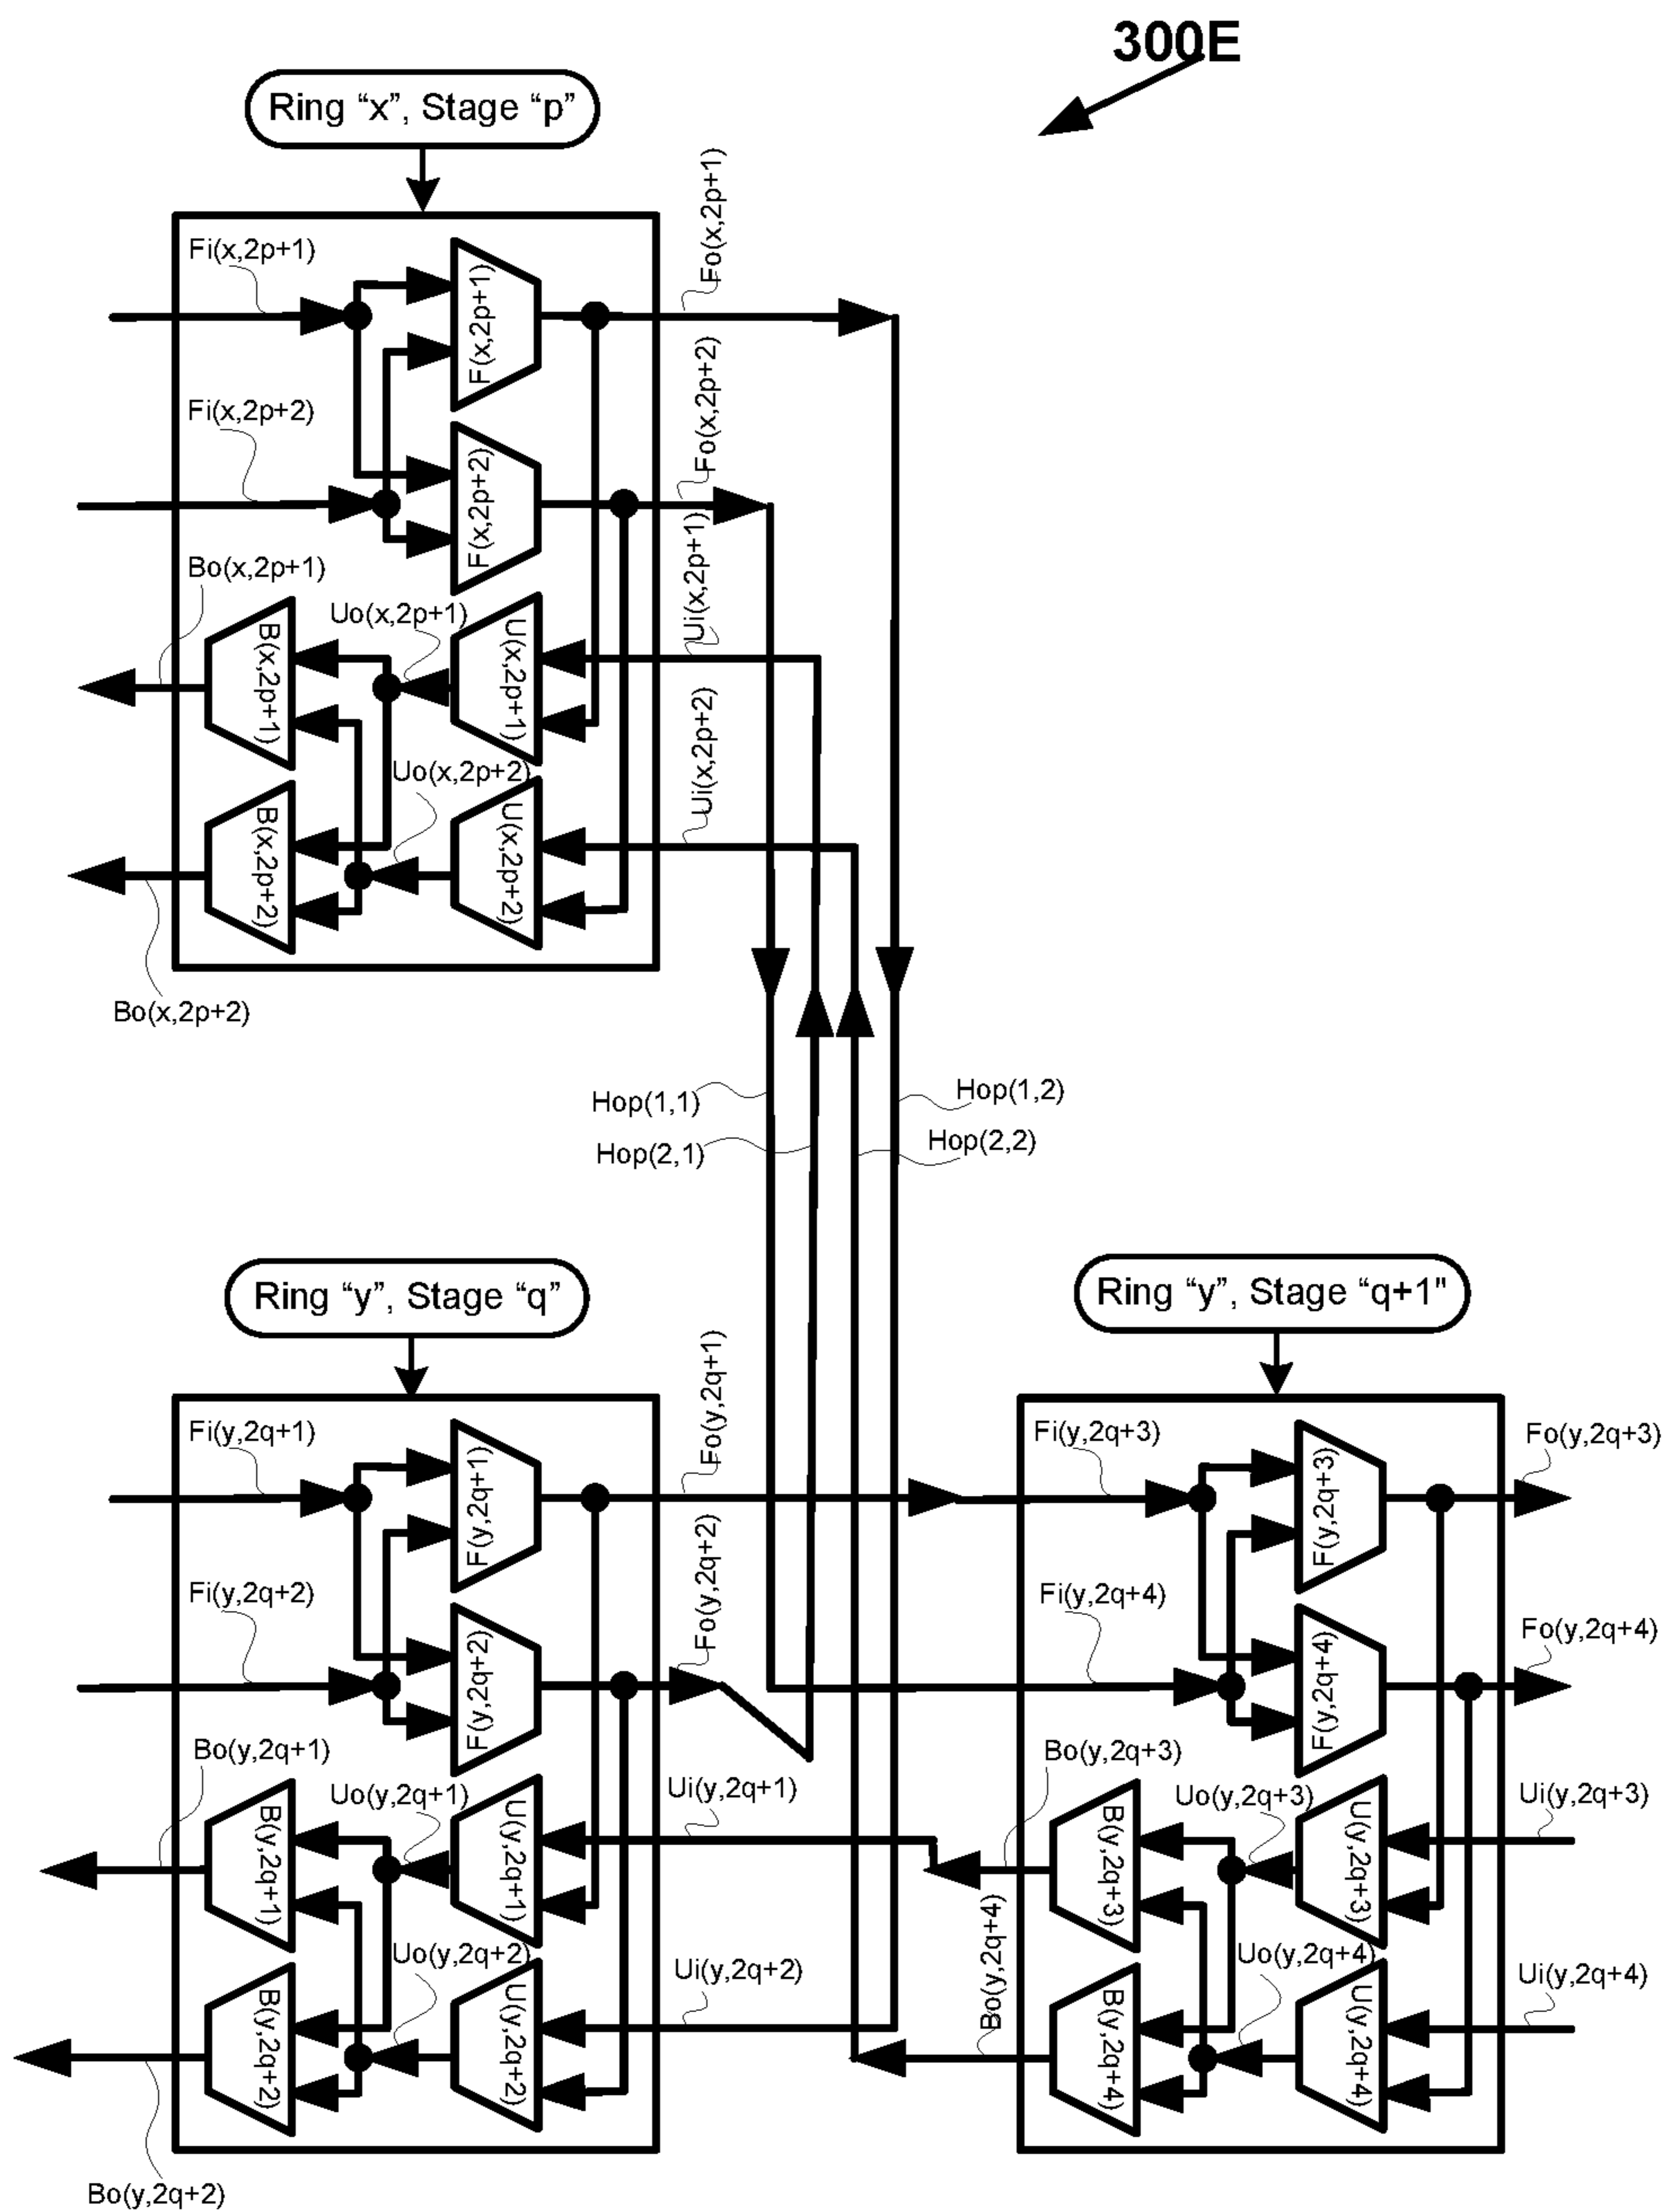 300E
Ring “x”, Stage “p”
Fi(x,2p+1)
F(x,2p+1)
Fo(x,2p+1)
Fi(x,2p+2)
F(x,2p+2)
Fo(x,2p+2)
Bo(x,2p+1)
B(x,2p+1)
Uo(x,2p+1)
U(x,2p+1)
Ui(x,2p+1)
B(x,2p+2)
Uo(x,2p+2)
U(x,2p+2)
Ui(x,2p+2)
Bo(x,2p+2)
Hop(1,1)
Hop(1,2)
Hop(2,1)
Hop(2,2)
Ring “y”, Stage “q”
Fi(y,2q+1)
F(y,2q+1)
Fo(y,2q+1)
Fi(y,2q+2)
F(y,2q+2)
Fo(y,2q+2)
Bo(y,2q+1)
B(y,2q+1)
Uo(y,2q+1)
U(y,2q+1)
Ui(y,2q+1)
B(y,2q+2)
Uo(y,2q+2)
U(y,2q+2)
Ui(y,2q+2)
Bo(y,2q+2)
Ring “y”, Stage “q+1"
Fi(y,2q+3)
F(y,2q+3)
Fo(y,2q+3)
Fi(y,2q+4)
F(y,2q+4)
Fo(y,2q+4)
Bo(y,2q+3)
B(y,2q+3)
Uo(y,2q+3)
U(y,2q+3)
Ui(y,2q+3)
Bo(y,2q+4)
B(y,2q+4)
Uo(y,2q+4)
U(y,2q+4)
Ui(y,2q+4)